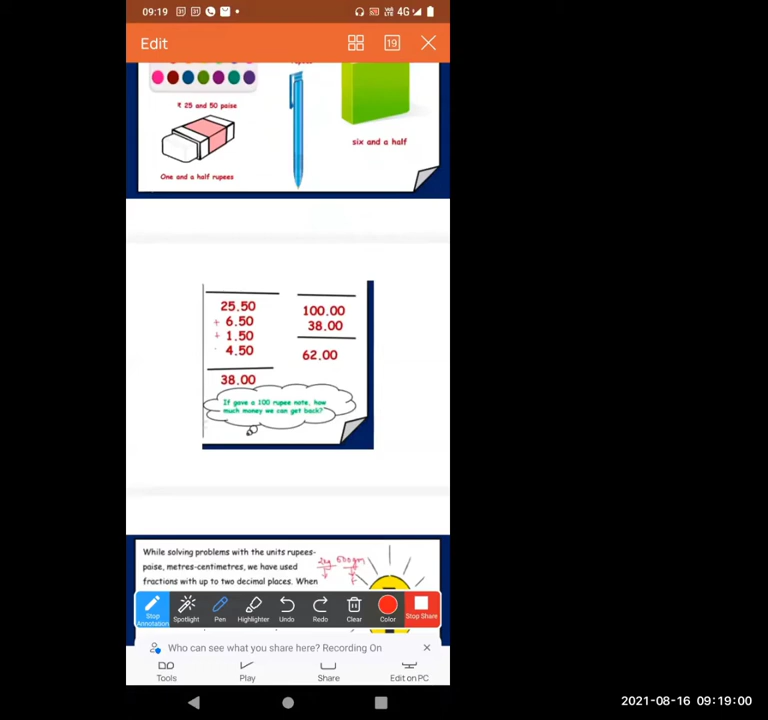 09:19
4G
Edit
19
₹ 25 and 50 paise
six and a half
One and a half rupees
25.50
+ 6.50
+ 1.50
4.50
38.00
100.00
38.00
62.00
If gave a 100 rupee note, how
much money we can get back?
While solving problems with the units rupees-
paise, metres-centimetres, we have used
fractions with up to two decimal places. When
2kg 500gm
Stop Annotation
Spotlight
Pen
Highlighter
Undo
Redo
Clear
Color
Stop Share
Who can see what you share here? Recording On
Tools
Play
Share
Edit on PC
2021-08-16 09:19:00